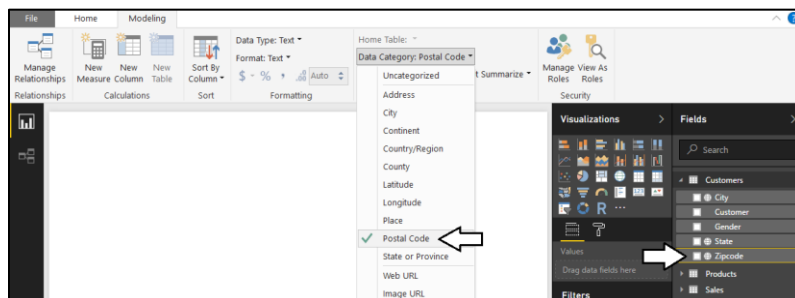 File Home Modeling
Manage Relationships
New Measure
New Column
New Table
Sort By Column
Data Type: Text
Format: Text
$ % , .00 Auto
Home Table:
Data Category: Postal Code
t Summarize
Manage Roles
View As Roles
Relationships Calculations Sort Formatting Security
Uncategorized
Address
City
Continent
Country/Region
County
Latitude
Longitude
Place
Postal Code
State or Province
Web URL
Image URL
Visualizations
R
Values
Drag data fields here
Filters
Fields
Search
Customers
City
Customer
Gender
State
Zipcode
Products
Sales